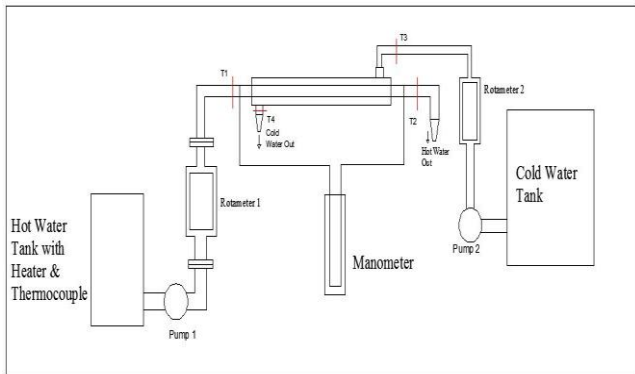 T3
T1
Rotameter 2
T4
Cold
Water Out
T2
Hot Water
Out
Cold Water
Tank
Rotameter 1
Hot Water
Tank with
Heater &
Thermocouple
Pump 2
Manometer
Pump 1